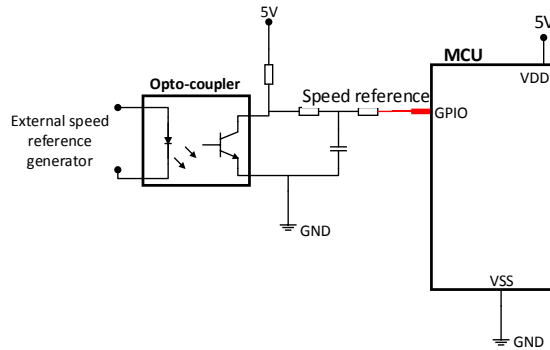 5V
5V
MCU
VDD
Opto-coupler
Speed reference
GPIO
External speed
reference
generator
GND
VSS
GND